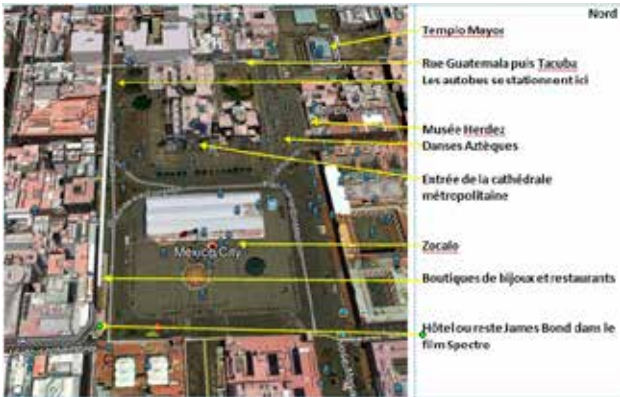 Nord
Templo Mayor
Rue Guatemala puis Tacuba
Les autobus se stationnent ici
Musée Herdez
Danses Aztèques
Entrée de la cathédrale
métropolitaine
Zocalo
Mexico City
Boutiques de bijoux et restaurants
Hôtel ou reste James Bond dans le
film Spectro